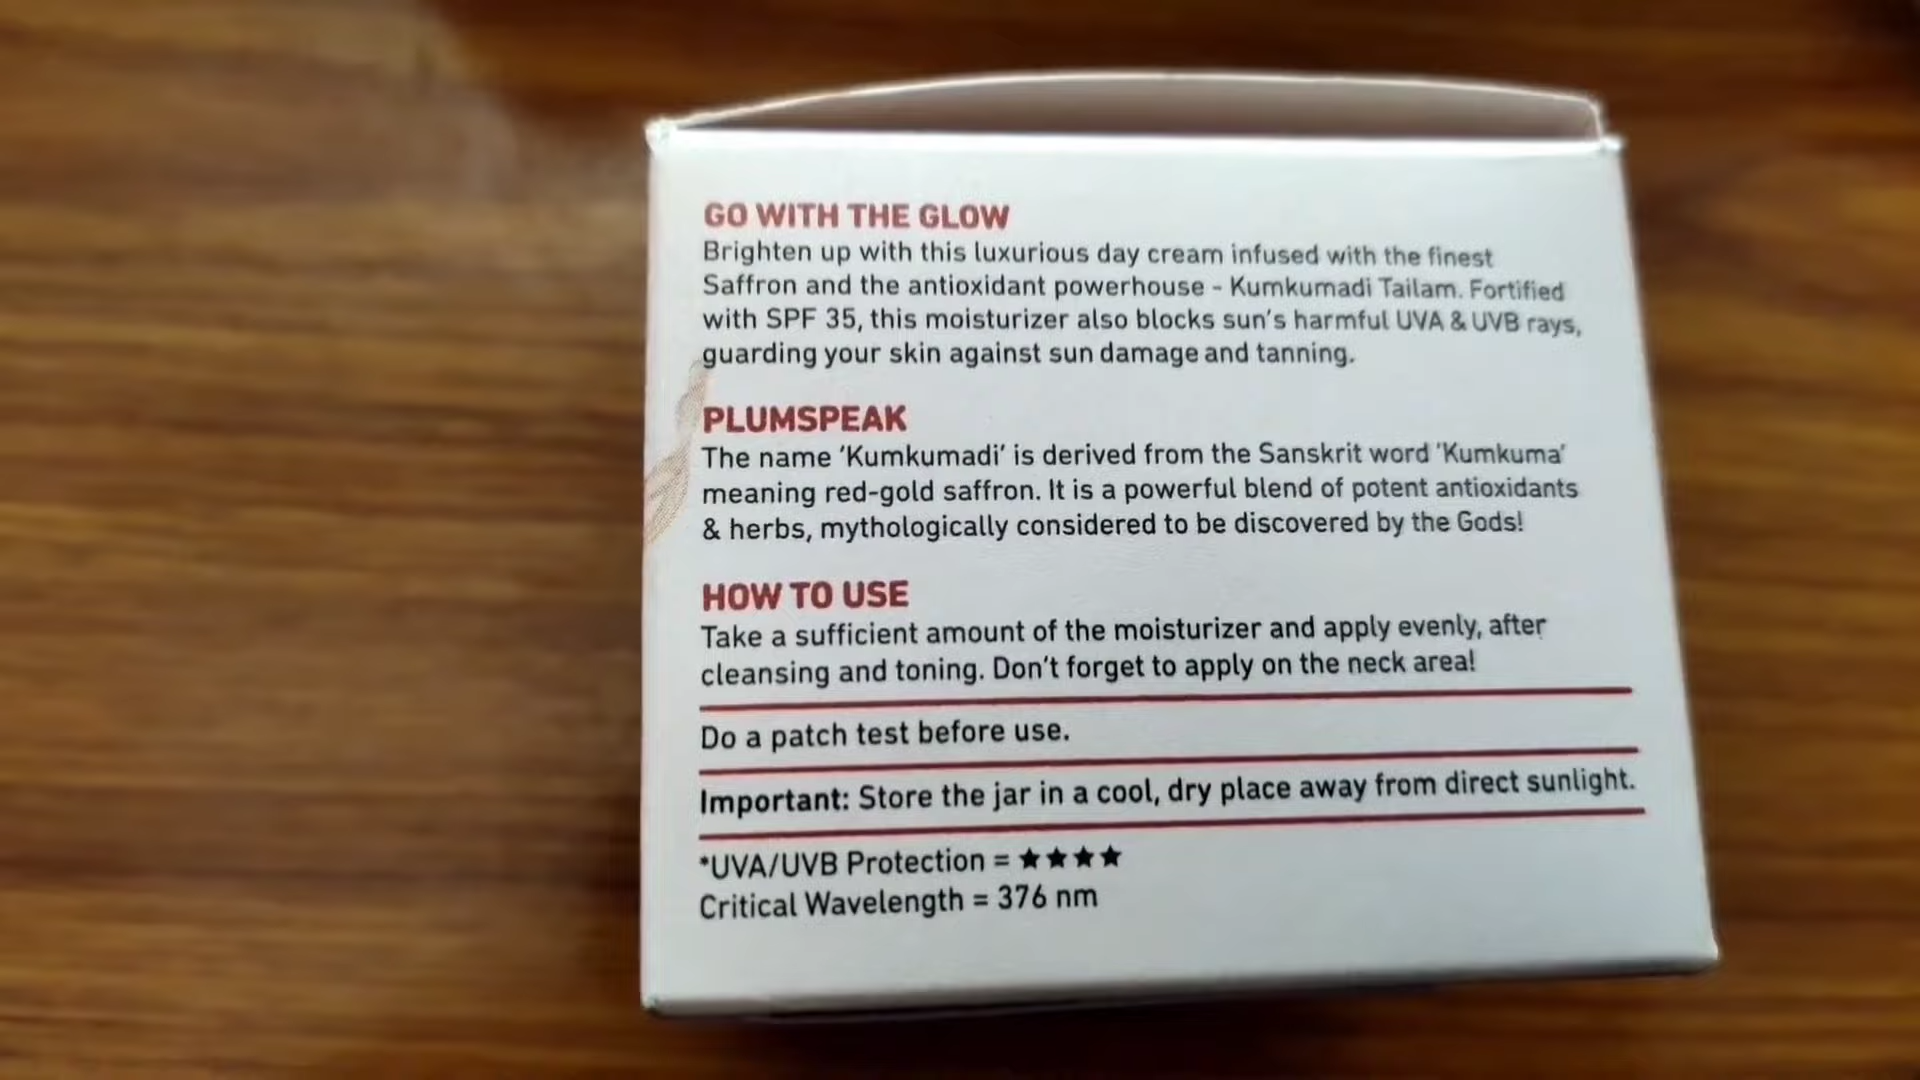 GO WITH THE GLOW
Brighten up with this luxurious day cream infused with the finest
Saffron and the antioxidant powerhouse - Kumkumadi Tailam. Fortified
with SPF 35, this moisturizer also blocks sun's harmful UVA & UVB rays,
guarding your skin against sun damage and tanning.
PLUMSPEAK
The name 'Kumkumadi' is derived from the Sanskrit word 'Kumkuma'
meaning red-gold saffron. It is a powerful blend of potent antioxidants
& herbs, mythologically considered to be discovered by the Gods!
HOW TO USE
Take a sufficient amount of the moisturizer and apply evenly, after
cleansing and toning. Don't forget to apply on the neck area!
Do a patch test before use.
Important: Store the jar in a cool, dry place away from direct sunlight.
*UVA/UVB Protection = ★★★★
Critical Wavelength = 376 nm